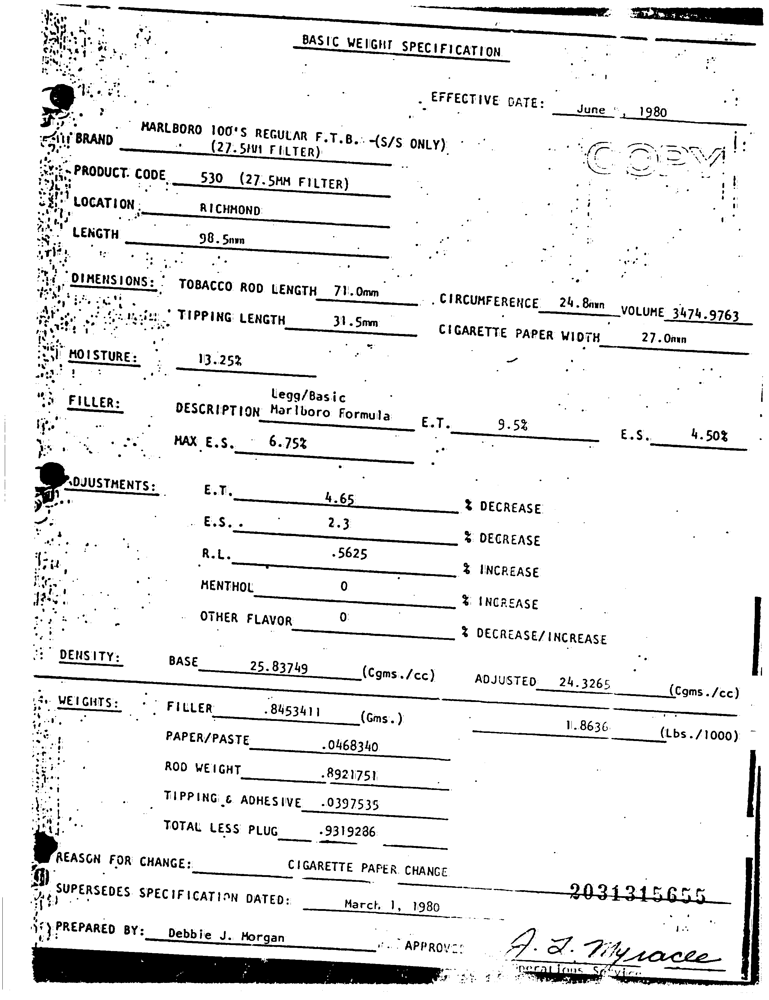 BASIC WEIGHT SPECIFICATION
EFFECTIVE DATE: June , 1980
COPY
BRAND MARLBORO 100'S REGULAR F.T.B. -(S/S ONLY)
(27.5MM FILTER)
PRODUCT CODE 530 (27.5MM FILTER)
LOCATION RICHMOND
LENGTH 98.5mm
DIMENSIONS: TOBACCO ROD LENGTH 71.0mm CIRCUMFERENCE 24.8mm VOLUME 3474.9763
TIPPING LENGTH 31.5mm CIGARETTE PAPER WIDTH 27.0mm
MOISTURE: 13.25%
FILLER: DESCRIPTION Legg/Basic
Marlboro Formula E.T. 9.5% E.S. 4.50%
MAX E.S. 6.75%
ADJUSTMENTS: E.T. 4.65 % DECREASE
E.S. 2.3 % DECREASE
R.L. .5625 % INCREASE
MENTHOL 0 % INCREASE
OTHER FLAVOR 0 % DECREASE/INCREASE
DENSITY: BASE 25.83749 (Cgms./cc) ADJUSTED 24.3265 (Cgms./cc)
WEIGHTS: FILLER .8453411 (Gms.) 1.8636 (Lbs./1000)
PAPER/PASTE .0468340
ROD WEIGHT .8921751
TIPPING & ADHESIVE .0397535
TOTAL LESS PLUG .9319286
REASON FOR CHANGE: CIGARETTE PAPER CHANGE
SUPERSEDES SPECIFICATION DATED: March 1, 1980
2031315655
PREPARED BY: Debbie J. Morgan APPROVED J. L. Myracle
Operations Service